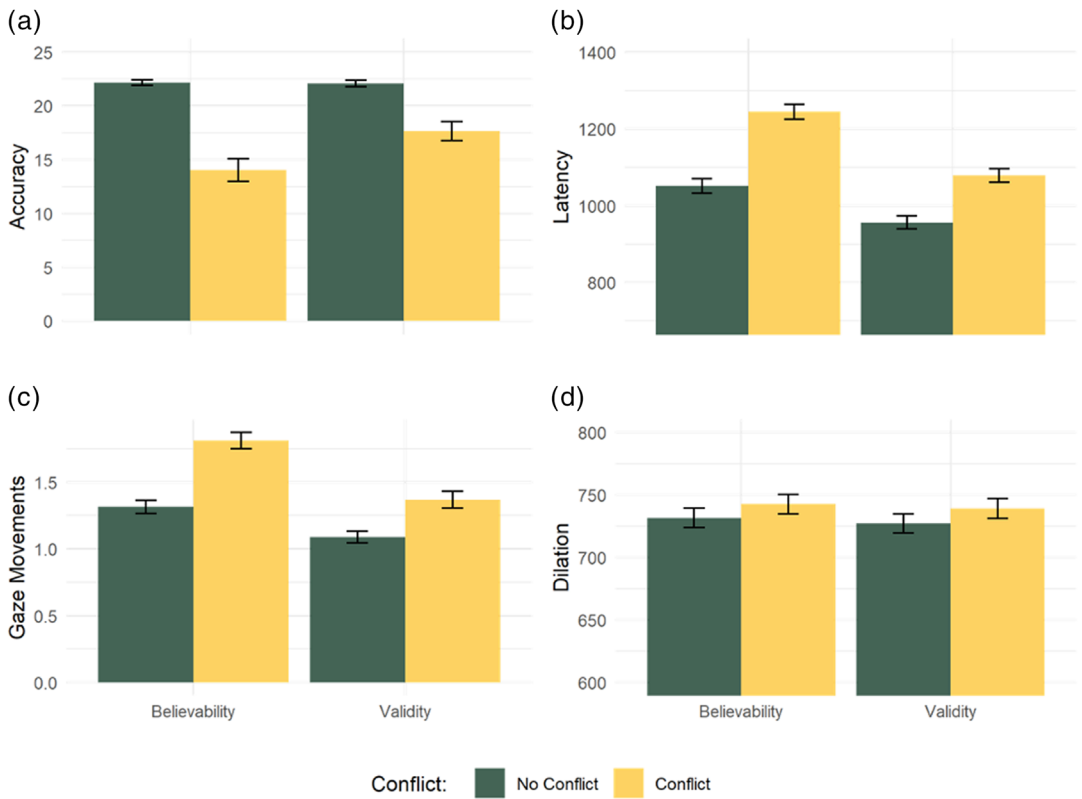 (a)
25
20
15
10
5
0
Accuracy
(b)
1400
1200
1000
800
Latency
(c)
1.5
1.0
0.5
0.0
Gaze Movements
Believability Validity
(d)
800
750
700
650
600
Dilation
Believability Validity
Conflict: No Conflict Conflict